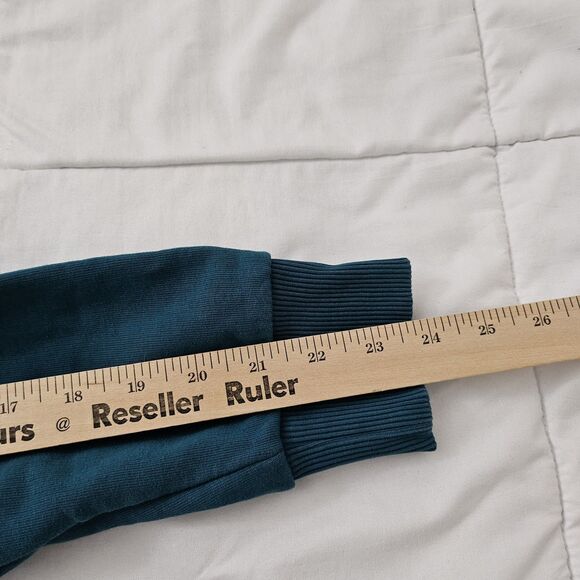 17 18 19 20 21 22 23 24 25 26
urs @ Reseller Ruler